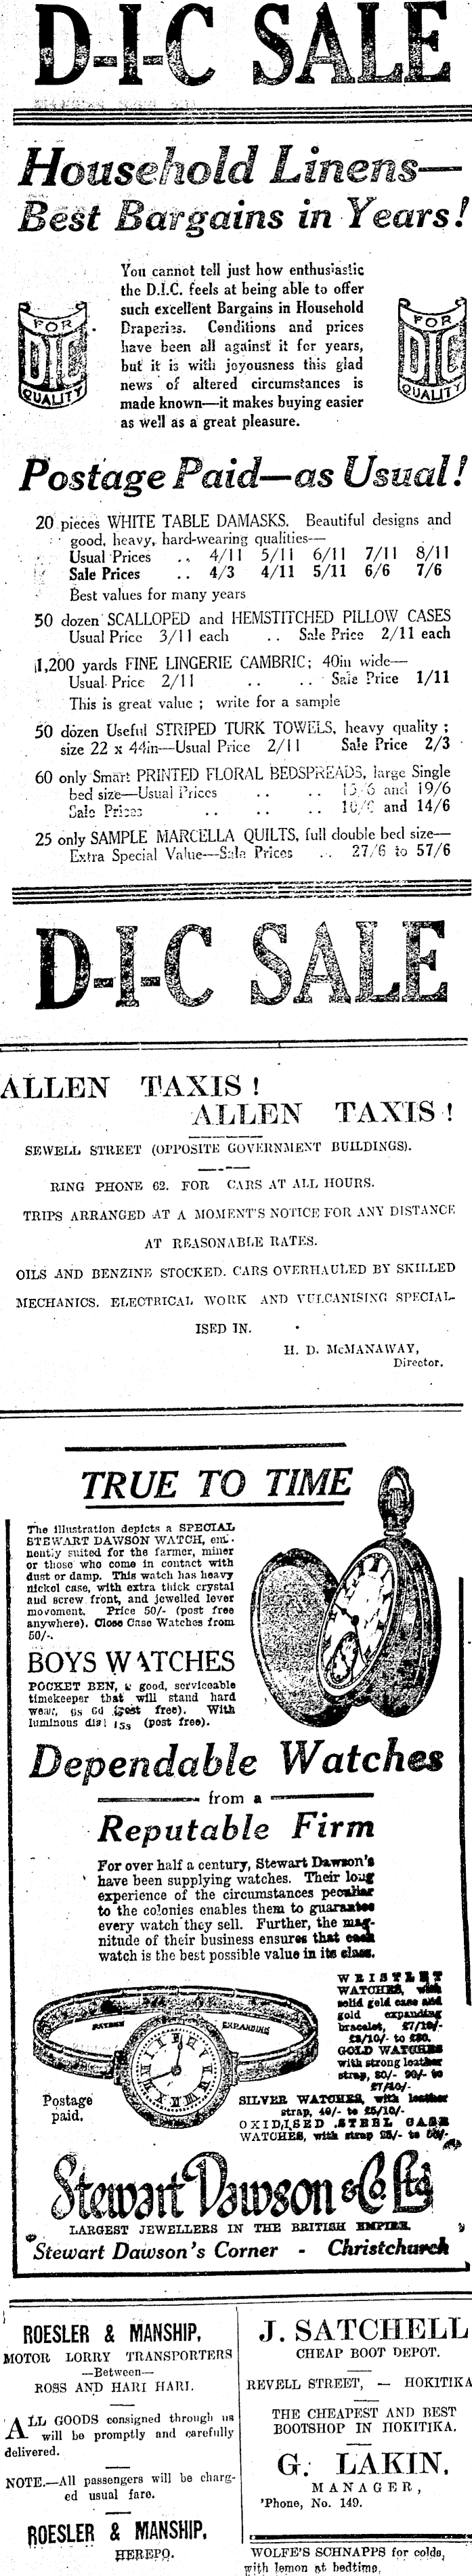 D-I-C SALE
Household Linens—
Best Bargains in Years!
You cannot tell just how enthusiastic
the D.I.C. feels at being able to offer
such excellent Bargains in Household
Draperies. Conditions and prices
have been all against it for years,
but it is with joyousness this glad
news of altered circumstances is
made known—it makes buying easier
as well as a great pleasure.
FOR
DIC
QUALITY
FOR
DIC
QUALITY
Postage Paid—as Usual!
20 pieces WHITE TABLE DAMASKS. Beautiful designs and
good, heavy, hard-wearing qualities—
Usual Prices .. 4/11 5/11 6/11 7/11 8/11
Sale Prices .. 4/3 4/11 5/11 6/6 7/6
Best values for many years
50 dozen SCALLOPED and HEMSTITCHED PILLOW CASES
Usual Price 3/11 each .. Sale Price 2/11 each
1,200 yards FINE LINGERIE CAMBRIC; 40in wide—
Usual Price 2/11 .. .. Sale Price 1/11
This is great value ; write for a sample
50 dozen Useful STRIPED TURK TOWELS, heavy quality ;
size 22 x 44in—Usual Price 2/11 Sale Price 2/3
60 only Smart PRINTED FLORAL BEDSPREADS, large Single
bed size—Usual Prices .. .. and 19/6
Sale Prices .. .. .. and 14/6
25 only SAMPLE MARCELLA QUILTS, full double bed size—
Extra Special Value—Sale Prices .. 27/6 to 57/6
D-I-C SALE
ALLEN TAXIS !
ALLEN TAXIS !
SEWELL STREET (OPPOSITE GOVERNMENT BUILDINGS).
RING PHONE 62. FOR CARS AT ALL HOURS.
TRIPS ARRANGED AT A MOMENT'S NOTICE FOR ANY DISTANCE
AT REASONABLE RATES.
OILS AND BENZINE STOCKED. CARS OVERHAULED BY SKILLED
MECHANICS. ELECTRICAL WORK AND VULCANISING SPECIAL-
ISED IN.
H. D. McMANAWAY,
Director.
TRUE TO TIME
The illustration depicts a SPECIAL
STEWART DAWSON WATCH, emi-
nently suited for the farmer, miner
or those who come in contact with
dust or damp. This watch has heavy
nickel case, with extra thick crystal
and screw front, and jewelled lever
movement. Price 50/- (post free
anywhere). Close Case Watches from
50/-.
BOYS WATCHES
POCKET BEN, a good, serviceable
timekeeper that will stand hard
wear, 9s 6d (post free). With
luminous dial 15s (post free).
Dependable Watches
from a
Reputable Firm
For over half a century, Stewart Dawson's
have been supplying watches. Their long
experience of the circumstances peculiar
to the colonies enables them to guarantee
every watch they sell. Further, the mag-
nitude of their business ensures that each
watch is the best possible value in its class.
WRISTLET
WATCHES, with
solid gold case and
gold expanding
bracelet, £7/10/-
£8/10/- to £30.
GOLD WATCHES
with strong leather
strap, 80/- 90/- to
£7/10/-
SILVER WATCHES, with leather
strap, 40/- to £5/10/-
OXIDISED STEEL CASE
WATCHES, with strap 25/- to
PATENT
EXPANDING
Postage
paid.
Stewart Dawson & Co Ltd
LARGEST JEWELLERS IN THE BRITISH EMPIRE.
Stewart Dawson's Corner - Christchurch
ROESLER & MANSHIP,
MOTOR LORRY TRANSPORTERS
—Between—
ROSS AND HARI HARI.
ALL GOODS consigned through us
will be promptly and carefully
delivered.
NOTE.—All passengers will be charg-
ed usual fare.
ROESLER & MANSHIP,
HEREPO.
J. SATCHELL
CHEAP BOOT DEPOT.
REVELL STREET, — HOKITIKA
THE CHEAPEST AND BEST
BOOTSHOP IN HOKITIKA.
G. LAKIN,
MANAGER,
'Phone, No. 149.
WOLFE'S SCHNAPPS for colds,
with lemon at bedtime.